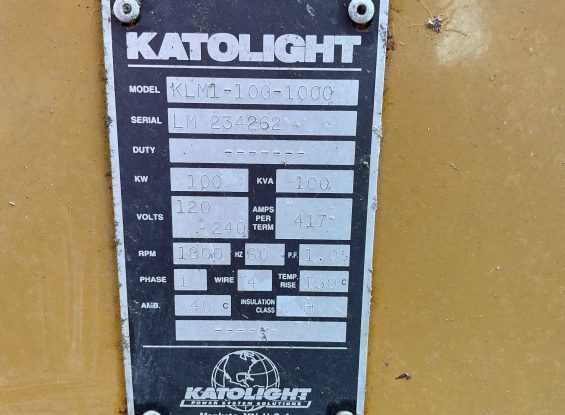 KATOLIGHT
MODEL KLM1-100-1000
SERIAL LM 234262
DUTY -------
KW 100 KVA 100
VOLTS 120-240 AMPS PER TERM 417
RPM 1800 HZ 60 P.F. 1.0
PHASE 1 WIRE 4 TEMP. RISE 130 C
AMB. 40 C INSULATION CLASS H
------
KATOLIGHT
POWER SYSTEM SOLUTIONS